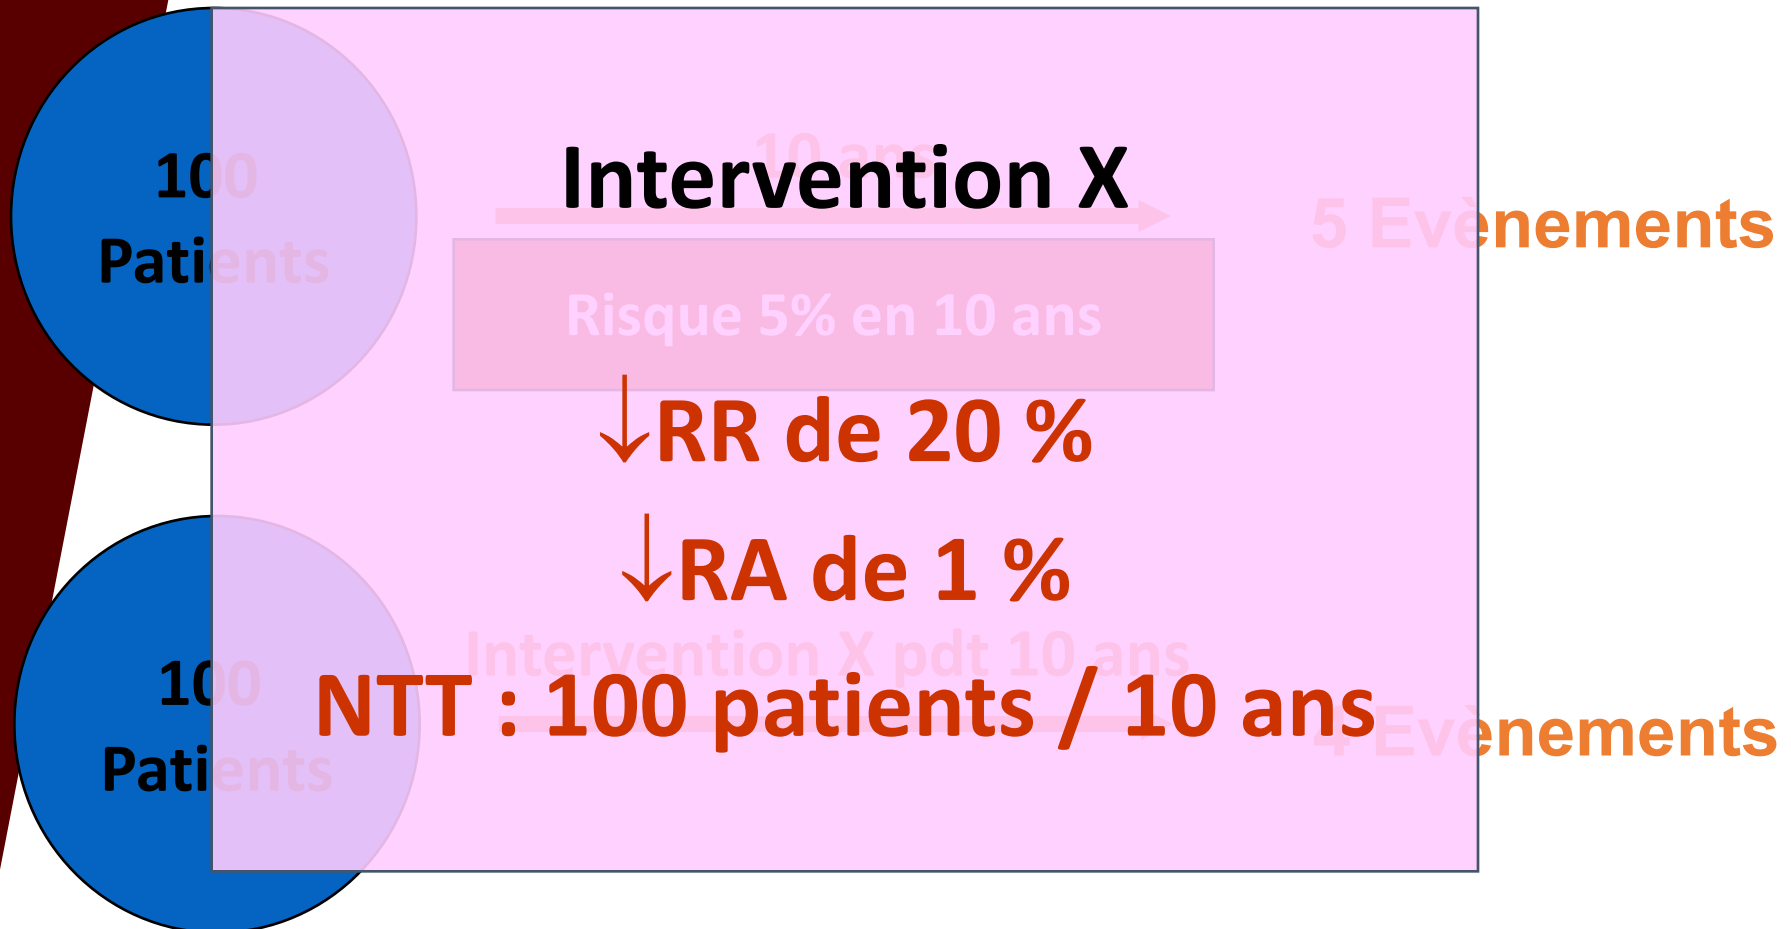 100
Patients
10 ans
5 Evènements
Risque 5% en 10 ans
Intervention X
↓RR de 20 %
↓RA de 1 %
NTT : 100 patients / 10 ans
100
Patients
Intervention X pdt 10 ans
4 Evènements